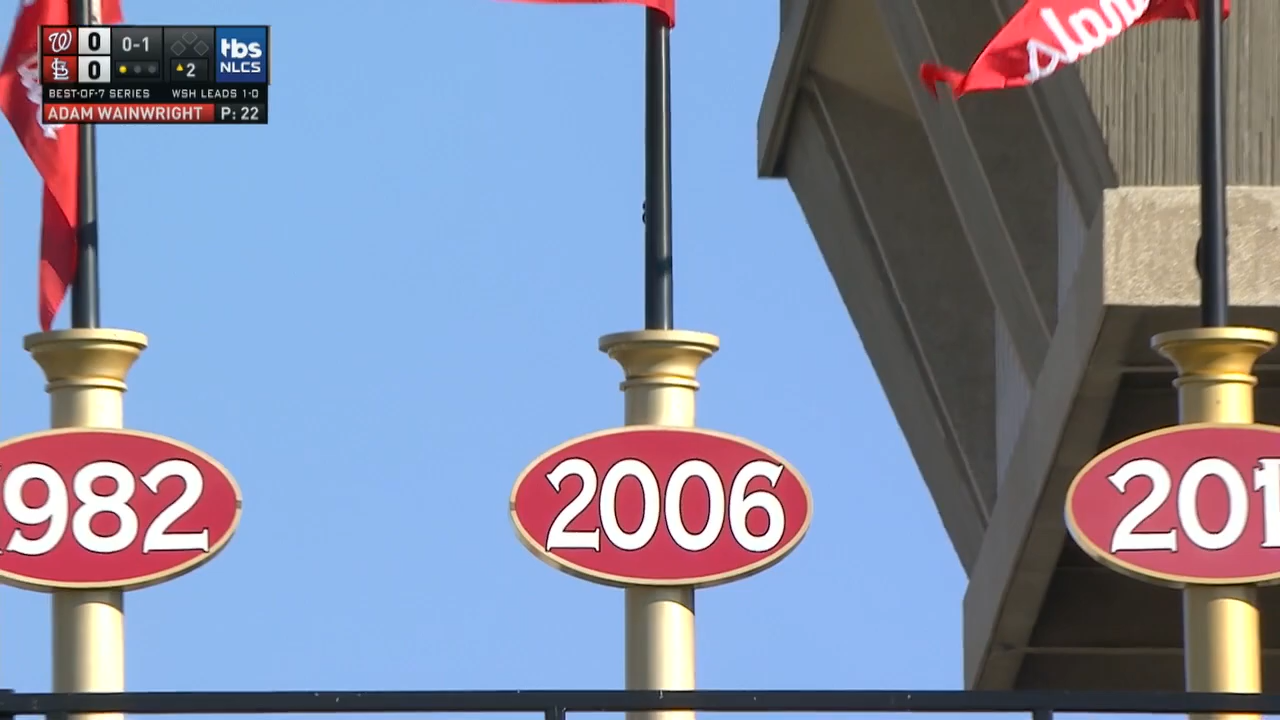 W 0 0-1 tbs
STL 0 2 NLCS
BEST-OF-7 SERIES WSH LEADS 1-0
ADAM WAINWRIGHT P: 22
982
2006
201